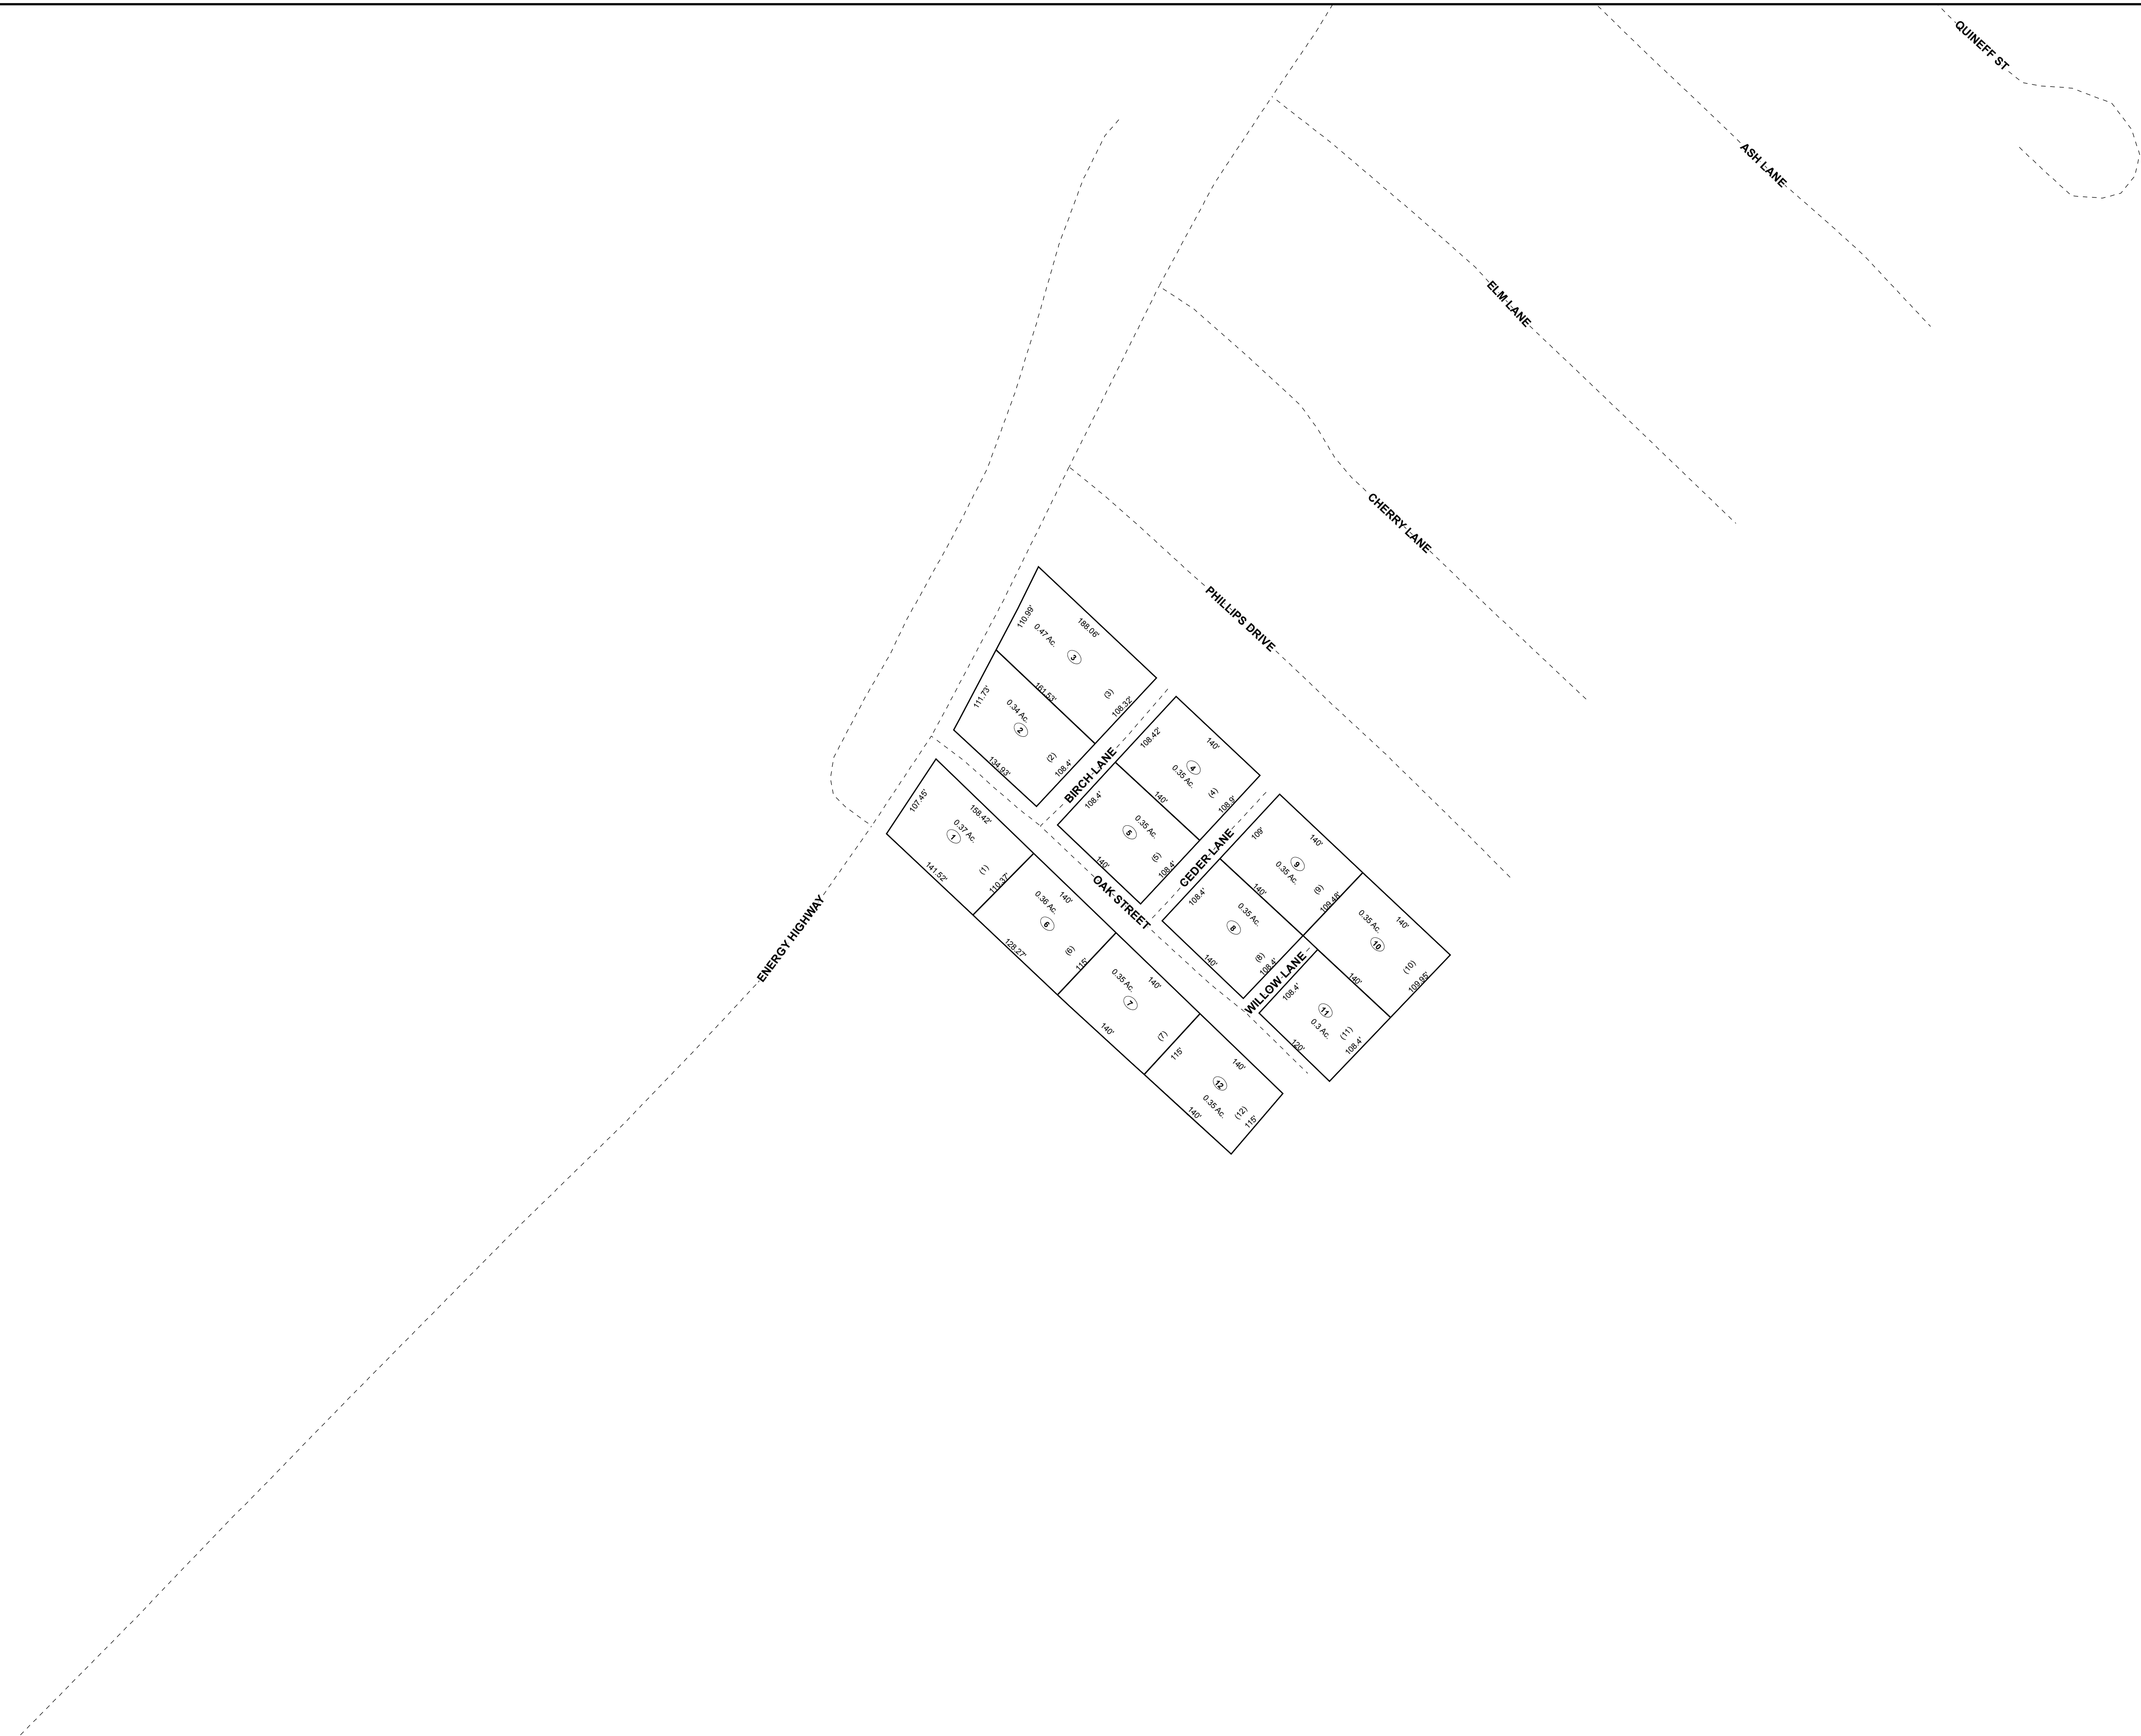 QUINEFF ST
ASH LANE
ELM LANE
CHERRY LANE
PHILLIPS DRIVE
110.99'
188.06'
0.47 Ac.
3
(3)
108.32'
161.53'
111.73'
0.34 Ac.
2
(2)
108.4'
134.93'
BIRCH LANE
108.42'
140'
4
0.35 Ac.
(4)
108.9'
140'
108.4'
0.35 Ac.
5
(5)
108.4'
140'
107.45'
158.42'
0.37 Ac.
1
(1)
110.37'
141.52'
CEDER LANE
109'
140'
9
0.35 Ac.
(9)
109.48'
140'
108.4'
0.35 Ac.
8
(8)
108.4'
140'
OAK STREET
0.36 Ac.
140'
6
(6)
115'
128.27'
ENERGY HIGHWAY
0.35 Ac.
140'
10
(10)
109.95'
140'
WILLOW LANE
108.4'
11
0.3 Ac.
(11)
108.4'
120'
0.35 Ac.
140'
7
(7)
140'
115'
140'
12
0.35 Ac.
(12)
115'
140'